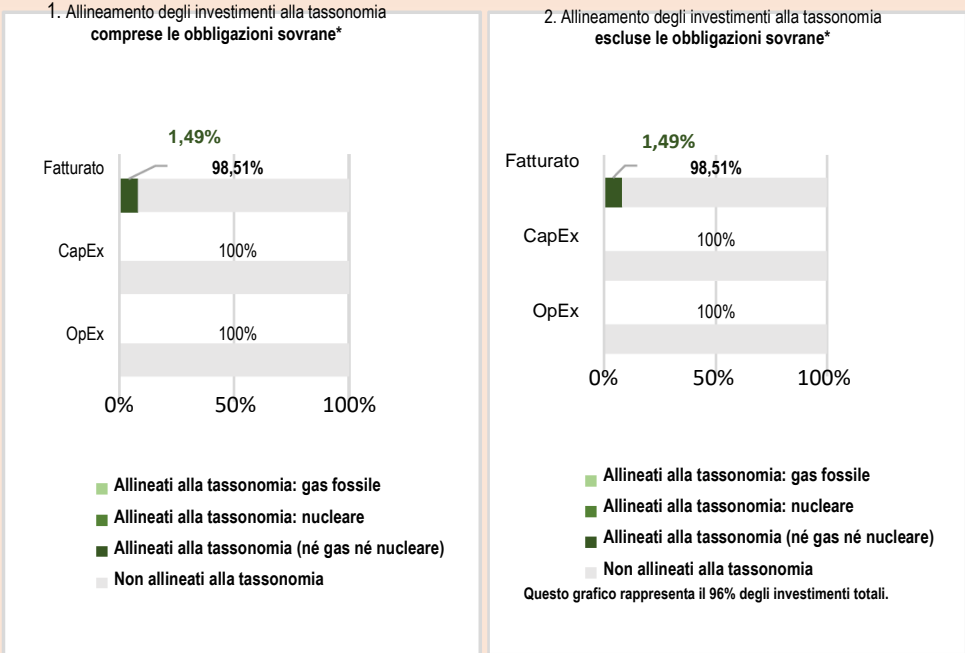 1. Allineamento degli investimenti alla tassonomia
comprese le obbligazioni sovrane*
1,49%
Fatturato
98,51%
CapEx
100%
OpEx
100%
0%
50%
100%
Allineati alla tassonomia: gas fossile
Allineati alla tassonomia: nucleare
Allineati alla tassonomia (né gas né nucleare)
Non allineati alla tassonomia
2. Allineamento degli investimenti alla tassonomia
escluse le obbligazioni sovrane*
1,49%
Fatturato
98,51%
CapEx
100%
OpEx
100%
0%
50%
100%
Allineati alla tassonomia: gas fossile
Allineati alla tassonomia: nucleare
Allineati alla tassonomia (né gas né nucleare)
Non allineati alla tassonomia
Questo grafico rappresenta il 96% degli investimenti totali.